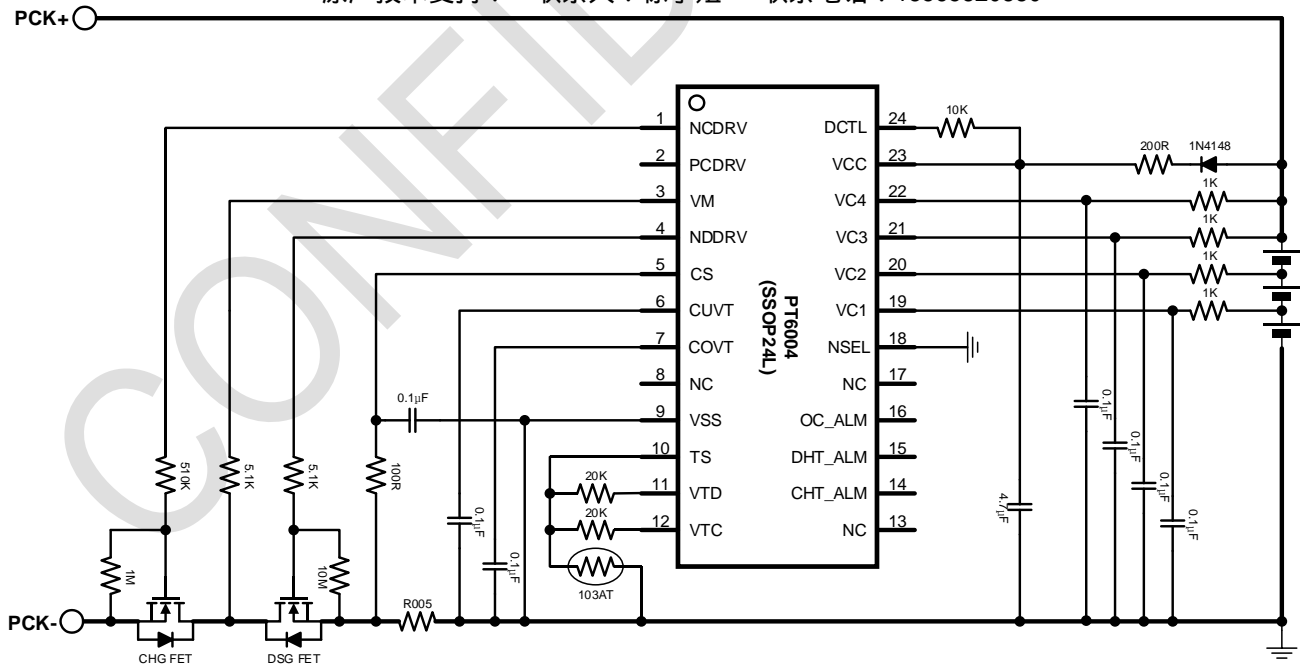 PCK+
CONFID
PT6004
(SSOP24L)
1 NCDRV
2 PCDRV
3 VM
4 NDDRV
5 CS
6 CUVT
7 COVT
8 NC
9 VSS
10 TS
11 VTD
12 VTC
DCTL 24
VCC 23
VC4 22
VC3 21
VC2 20
VC1 19
NSEL 18
NC 17
OC_ALM 16
DHT_ALM 15
CHT_ALM 14
NC 13
10K
200R
1N4148
1K
1K
1K
1K
0.1μF
0.1μF
0.1μF
0.1μF
4.7μF
0.1μF
510K
5.1K
5.1K
100R
20K
20K
103AT
0.1μF
0.1μF
1M
10M
R005
PCK-
CHG FET
DSG FET